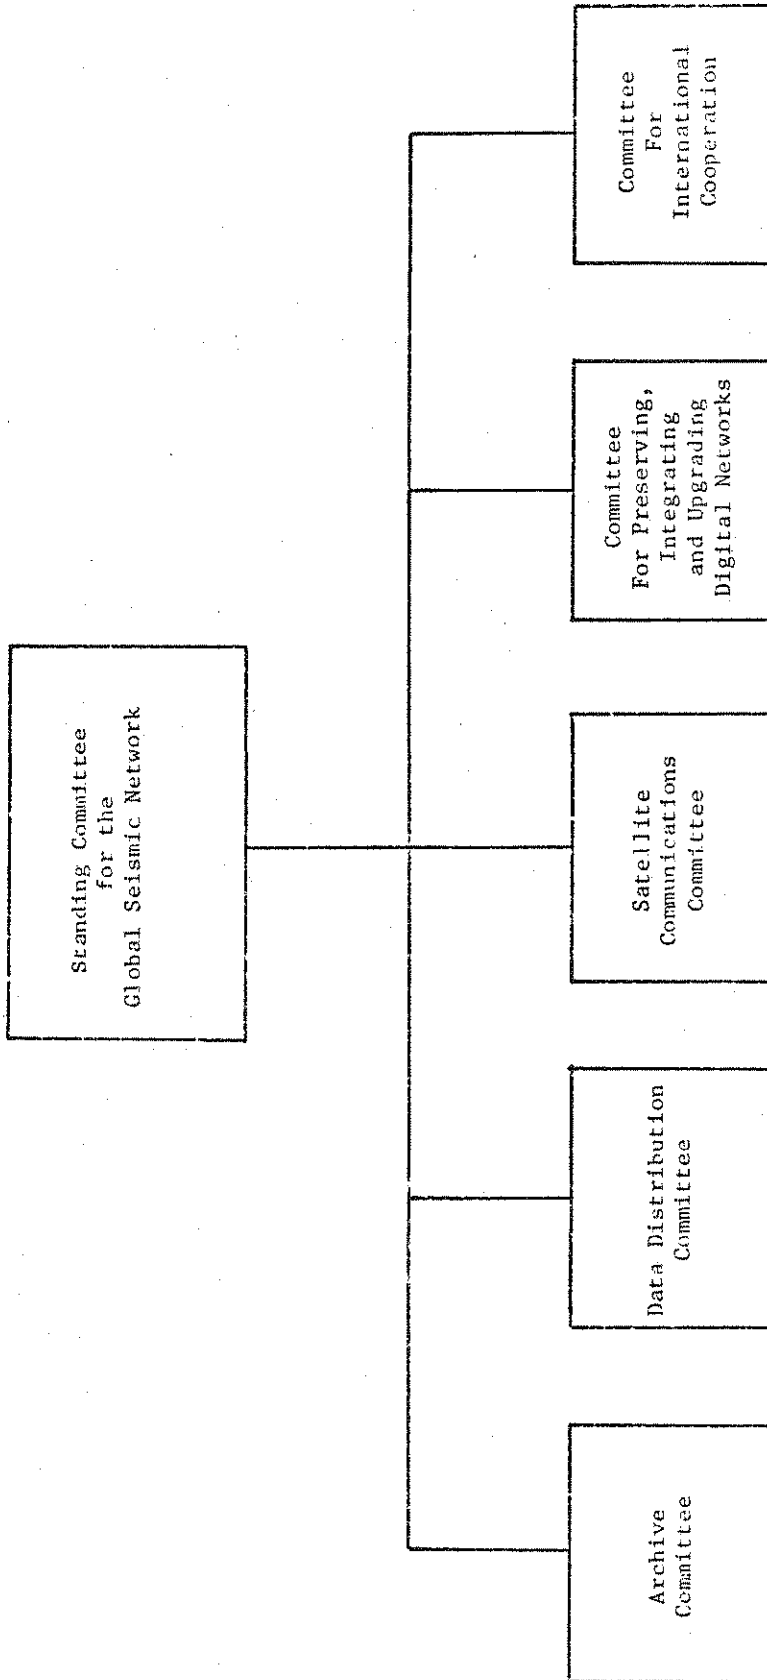 Standing Committee
for the
Global Seismic Network
Archive
Committee
Data Distribution
Committee
Satellite
Communications
Committee
Committee
For Preserving,
Integrating
and Upgrading
Digital Networks
Committee
For
International
Cooperation